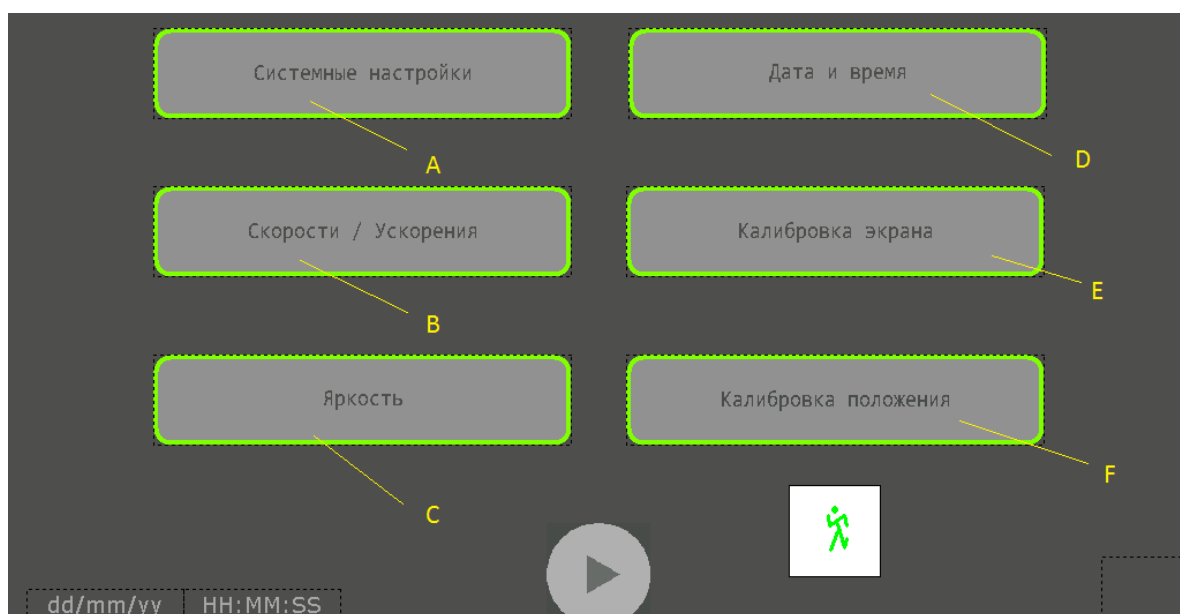 Системные настройки
Дата и время
A
D
Скорости / Ускорения
Калибровка экрана
B
E
Яркость
Калибровка положения
C
F
dd/mm/yy HH:MM:SS